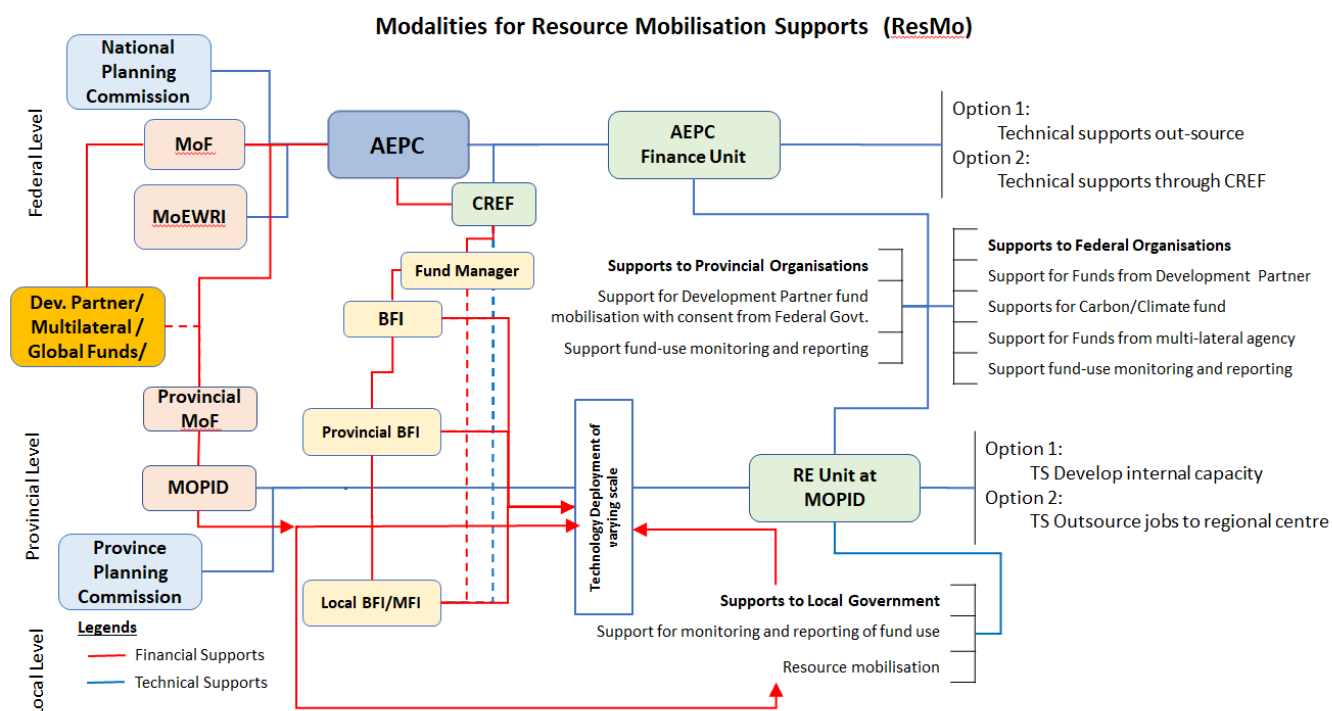 Modalities for Resource Mobilisation Supports (ResMo)
Federal Level
National
Planning
Commission
MoF
MoEWRI
Dev. Partner/
Multilateral /
Global Funds/
AEPC
CREF
Fund Manager
BFI
AEPC
Finance Unit
Option 1:
Technical supports out-source
Option 2:
Technical supports through CREF
Supports to Provincial Organisations
Support for Development Partner fund
mobilisation with consent from Federal Govt.
Support fund-use monitoring and reporting
Supports to Federal Organisations
Support for Funds from Development Partner
Supports for Carbon/Climate fund
Support for Funds from multi-lateral agency
Support fund-use monitoring and reporting
Provincial Level
Provincial
MoF
MOPID
Province
Planning
Commission
Provincial BFI
Local BFI/MFI
Technology Deployment of
varying scale
RE Unit at
MOPID
Option 1:
TS Develop internal capacity
Option 2:
TS Outsource jobs to regional centre
Supports to Local Government
Support for monitoring and reporting of fund use
Resource mobilisation
Local Level
Legends
Financial Supports
Technical Supports